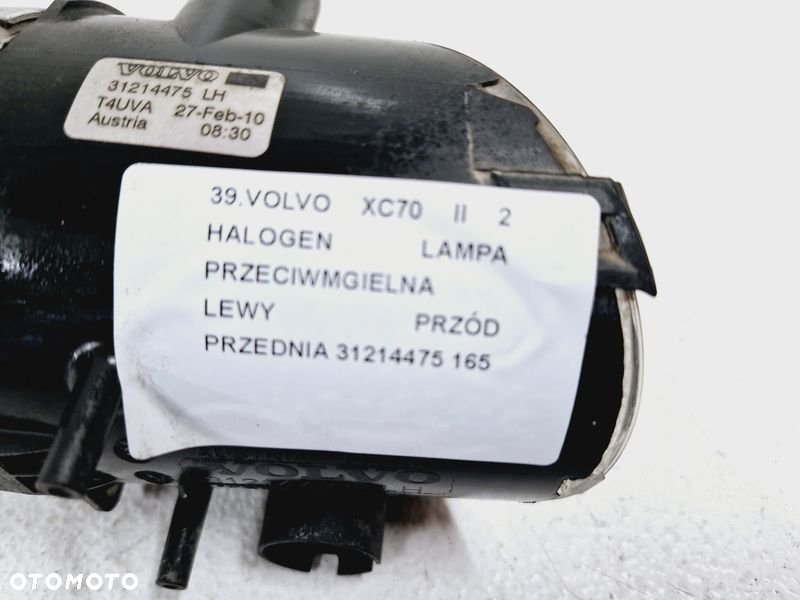 VOLVO
31214475 LH
T4UVA 27-Feb-10
Austria 08:30
39.VOLVO XC70 II 2
HALOGEN LAMPA
PRZECIWMGIELNA
LEWY PRZÓD
PRZEDNIA 31214475 165
VOLVO
OTOMOTO